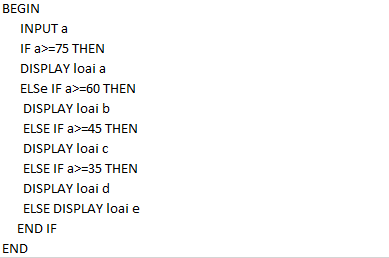 BEGIN
INPUT a
IF a>=75 THEN
DISPLAY loai a
ELSe IF a>=60 THEN
DISPLAY loai b
ELSE IF a>=45 THEN
DISPLAY loai c
ELSE IF a>=35 THEN
DISPLAY loai d
ELSE DISPLAY loai e
END IF
END